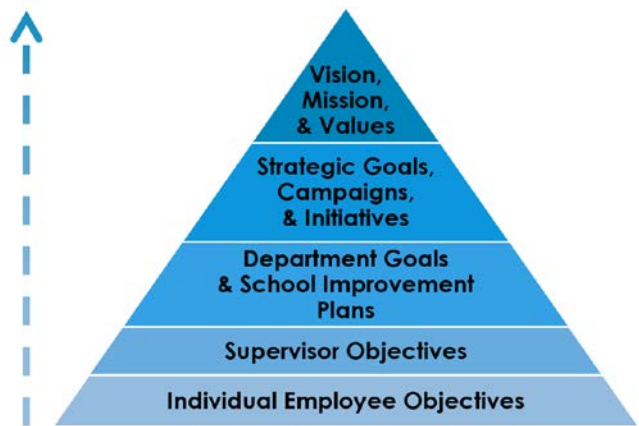 Vision,
Mission,
& Values
Strategic Goals,
Campaigns,
& Initiatives
Department Goals
& School Improvement
Plans
Supervisor Objectives
Individual Employee Objectives